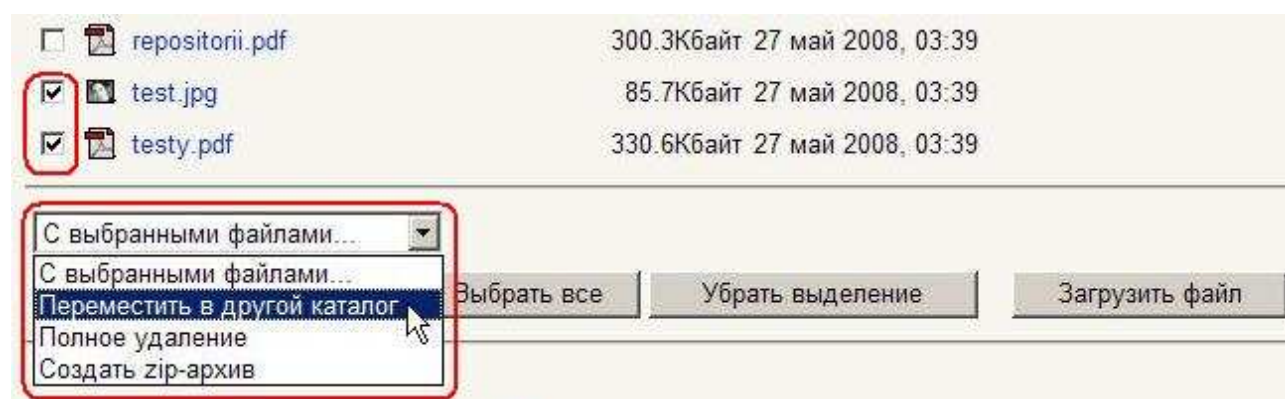 repositorii.pdf 300.3Кбайт 27 май 2008, 03:39
test.jpg 85.7Кбайт 27 май 2008, 03:39
testy.pdf 330.6Кбайт 27 май 2008, 03:39
С выбранными файлами...
С выбранными файлами...
Переместить в другой каталог
Полное удаление
Создать zip-архив
Выбрать все Убрать выделение Загрузить файл